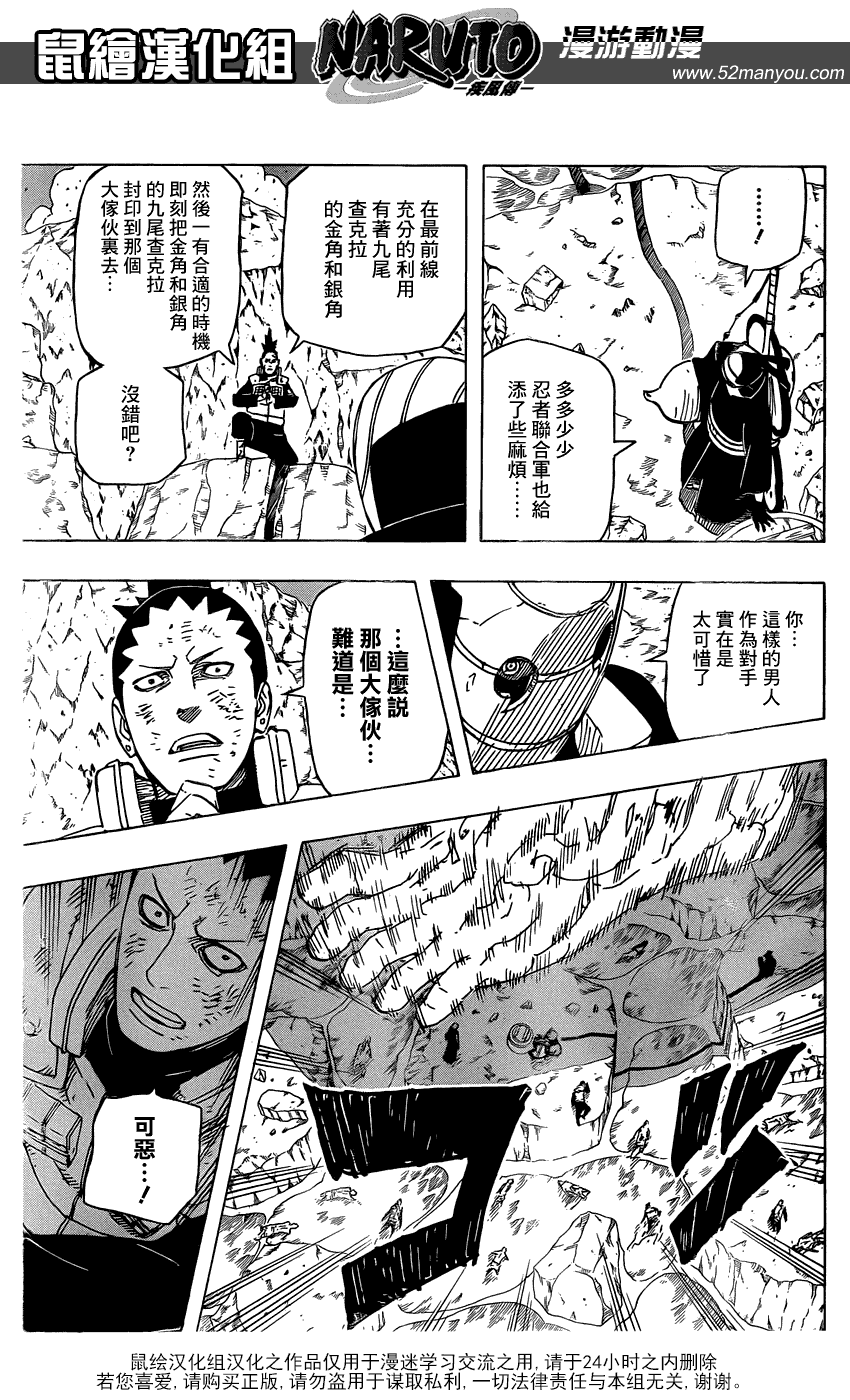 鼠繪漢化組
NARUTO
疾風傳
漫游動漫
www.52manyou.com
……！
多多少少
忍者聯合軍也給
添了些麻煩……
在最前線
充分的利用
有著九尾
查克拉
的金角和銀角
然後一有合適的時機
即刻把金角和銀角
的九尾查克拉
封印到那個
大傢伙裏去…
沒錯吧？
你…
這樣的男人
作為對手
實在是
太可惜了
…這麼說
那個大傢伙…
難道是…
ゴ
可惡…！
鼠绘汉化组汉化之作品仅用于漫迷学习交流之用, 请于24小时之内删除
若您喜爱, 请购买正版, 请勿盗用于谋取私利, 一切法律责任与本组无关, 谢谢。